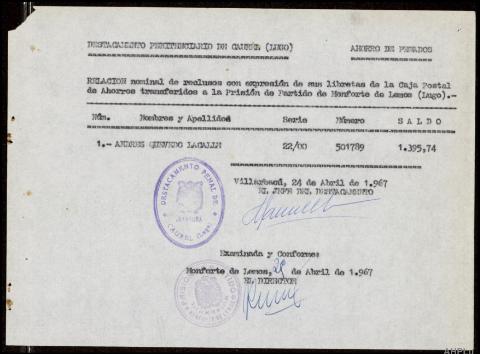 DESTACAMENTO PENITENCIARIO DE CAUREL (LUGO) AHORRO DE PENADOS
RELACION nominal de reclusos con expresión de sus libretas de la Caja Postal
de Ahorros transferidos a la Prisión de Partido de Monforte de Lemos (Lugo).-
Núm. Nombres y Apellidos Serie Número S A L D O
1.- ANDRES QUEVEDO LACALLE 22/00 501789 1.395,74
DESTACAMENTO PENAL DE
CAUREL (Lugo)
JEFATURA
Villarbacú, 24 de Abril de 1.967
EL JEFE DEL DESTACAMENTO
Examinada y Conforme:
Monforte de Lemos, 29 de Abril de 1.967
EL DIRECTOR